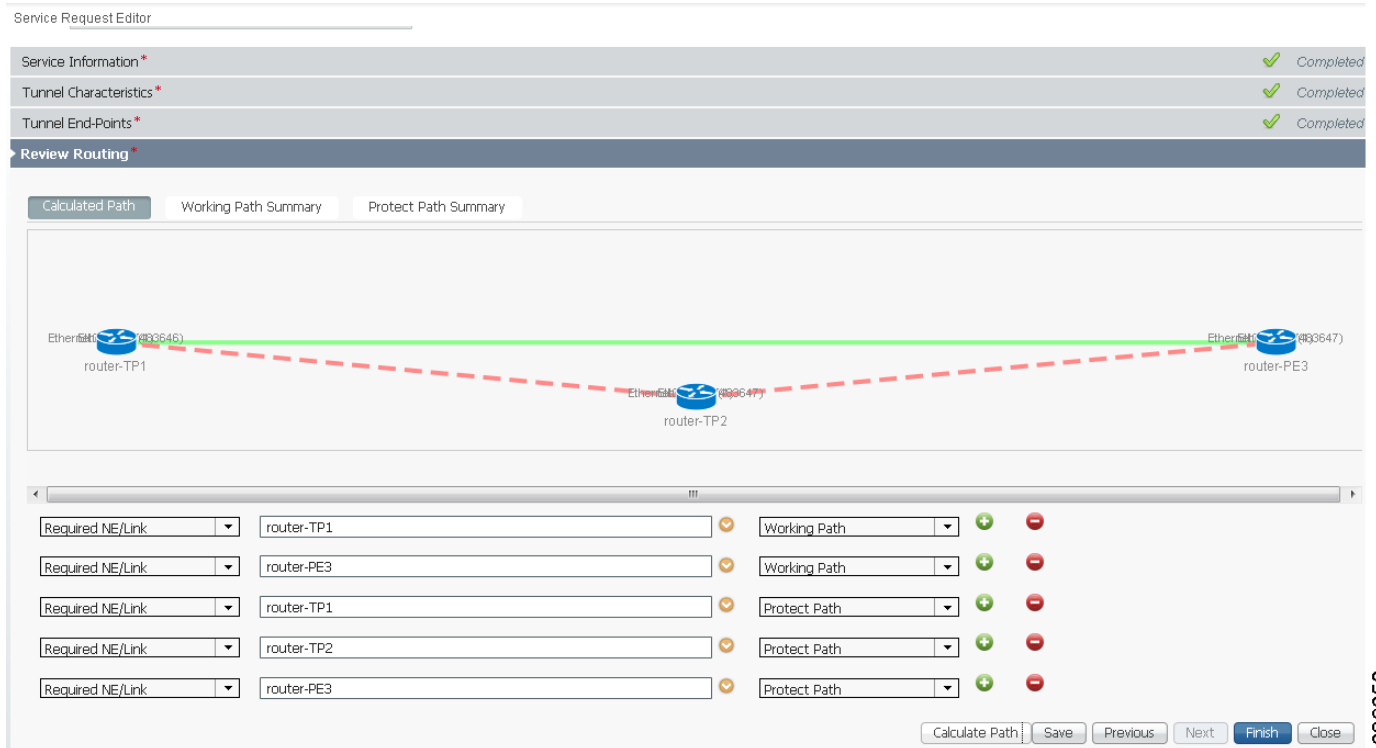 Service Request Editor
Service Information*
Completed
Tunnel Characteristics*
Completed
Tunnel End-Points*
Completed
Review Routing*
Calculated Path
Working Path Summary
Protect Path Summary
router-TP1
router-TP2
router-PE3
Required NE/Link
router-TP1
Working Path
Required NE/Link
router-PE3
Working Path
Required NE/Link
router-TP1
Protect Path
Required NE/Link
router-TP2
Protect Path
Required NE/Link
router-PE3
Protect Path
Calculate Path
Save
Previous
Next
Finish
Close